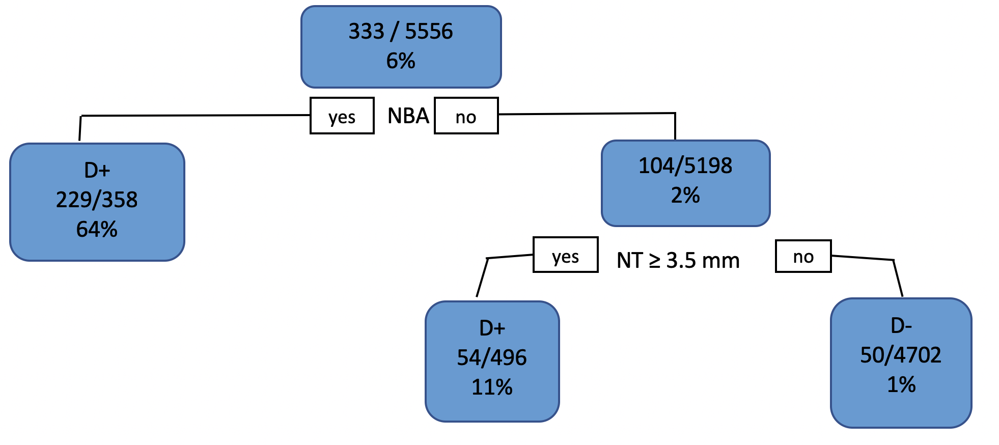 333 / 5556
6%
yes
NBA
no
D+
229/358
64%
104/5198
2%
yes
NT ≥ 3.5 mm
no
D+
54/496
11%
D-
50/4702
1%